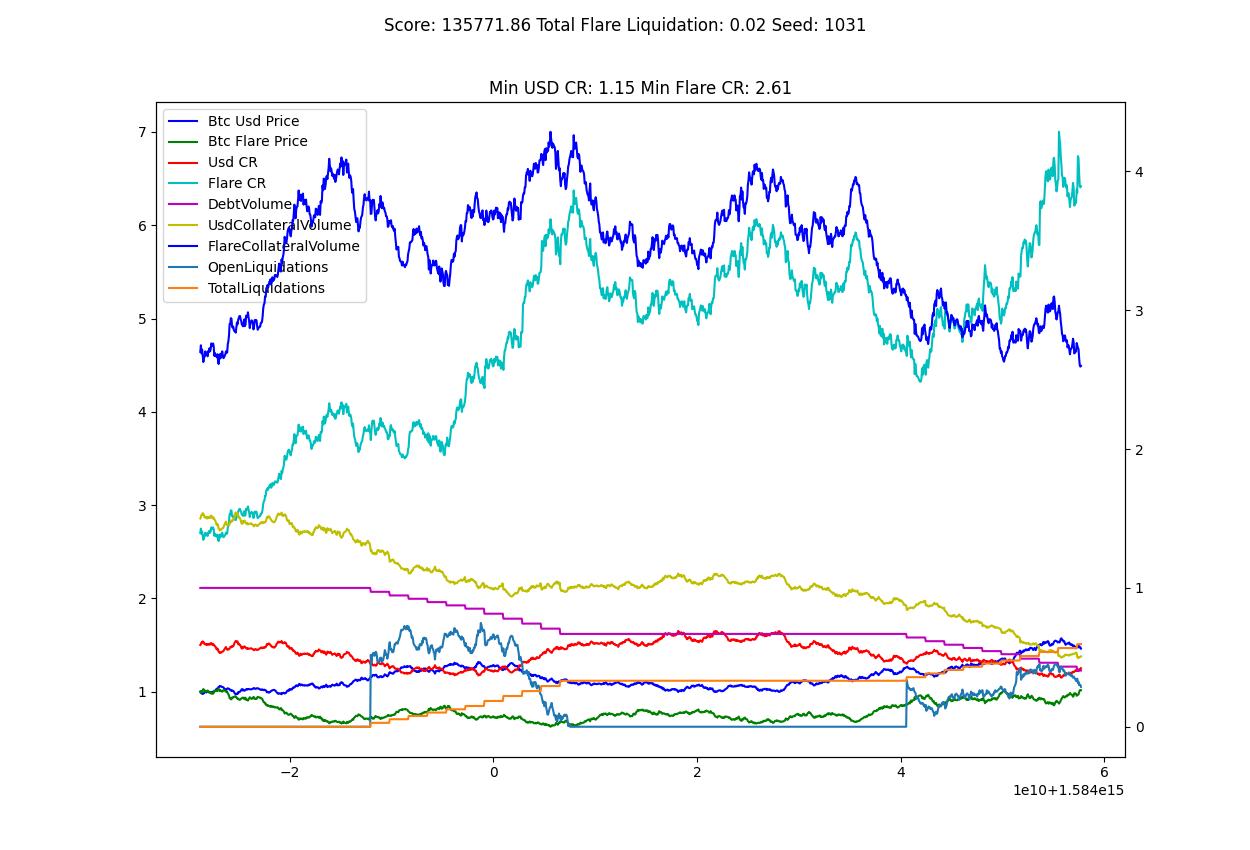 Score: 135771.86 Total Flare Liquidation: 0.02 Seed: 1031
Min USD CR: 1.15 Min Flare CR: 2.61
Btc Usd Price
Btc Flare Price
Usd CR
Flare CR
DebtVolume
UsdCollateralVolume
FlareCollateralVolume
OpenLiquidations
TotalLiquidations
7
6
5
4
3
2
1
4
3
2
1
0
−2
0
2
4
6
1e10+1.584e15